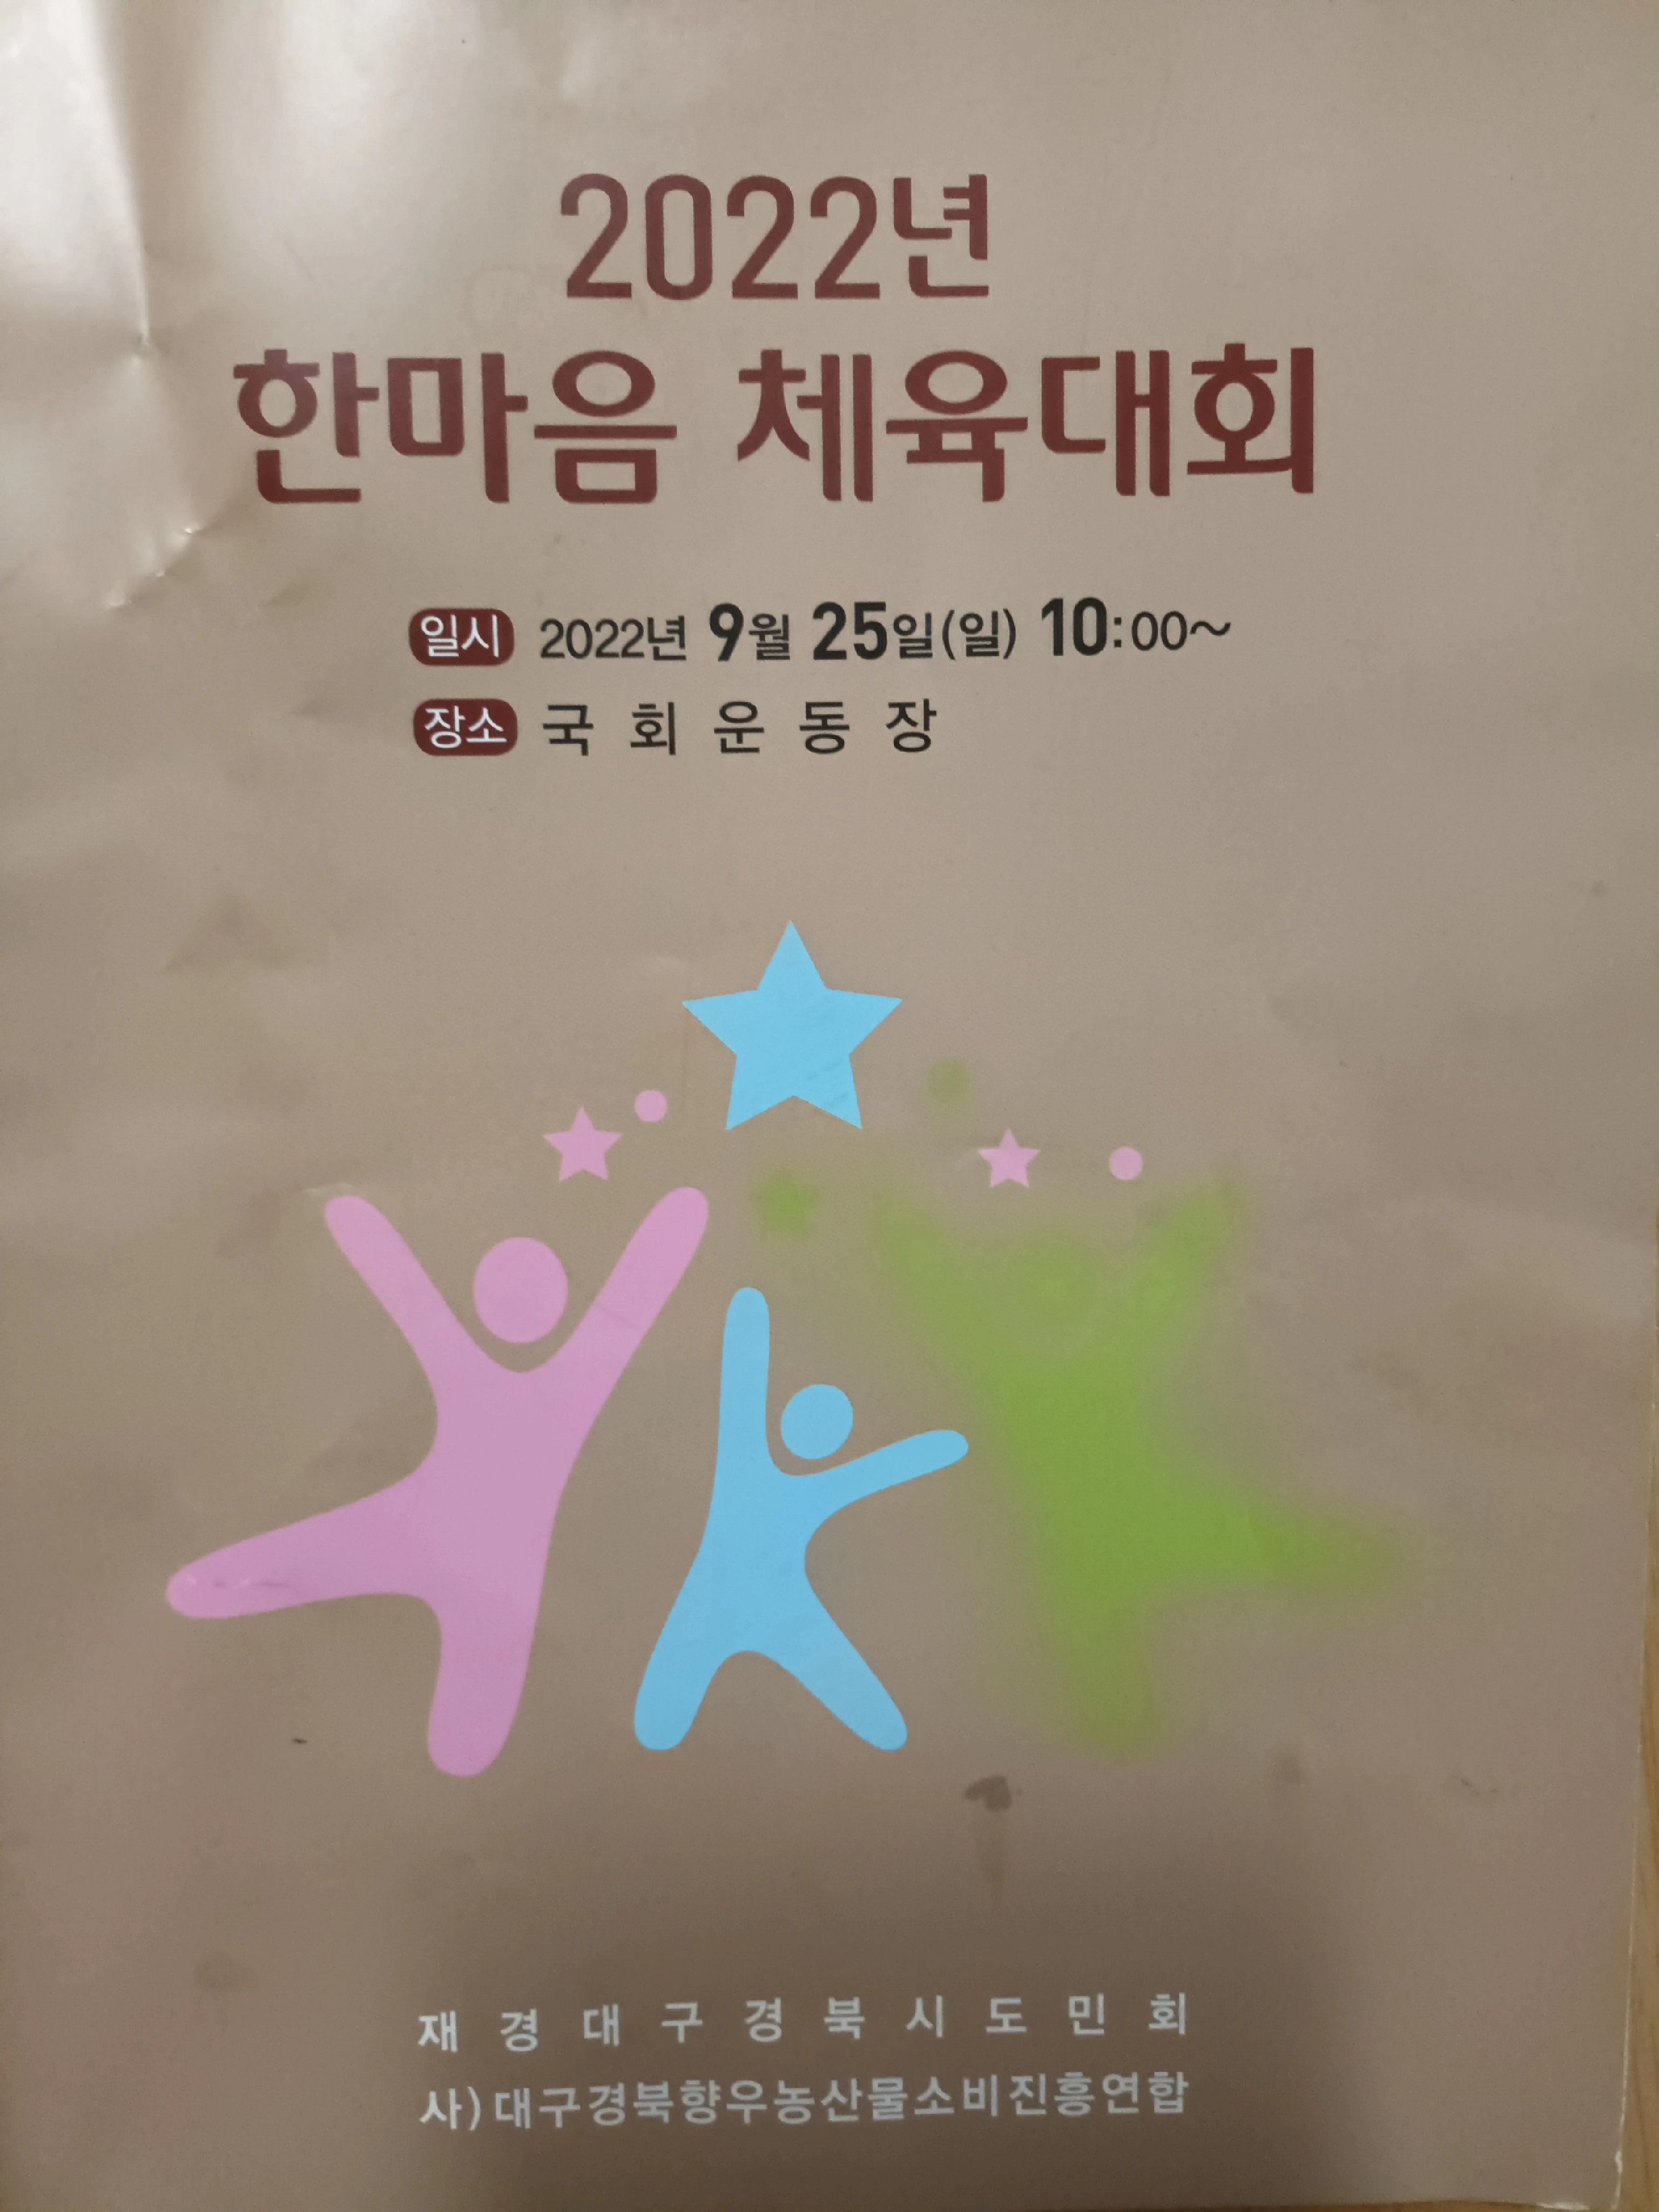 2022년
한마음 체육대회
일시 2022년 9월 25일(일) 10:00~
장소 국 회 운 동 장
재 경 대 구 경 북 시 도 민 회
사)대구경북향우농산물소비진흥연합